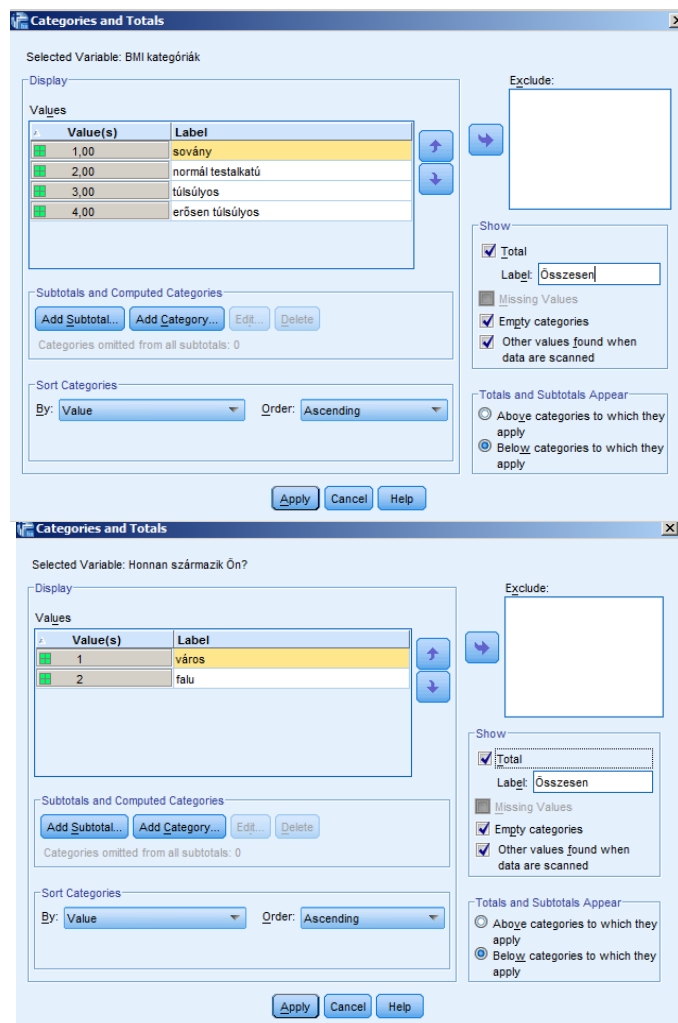 Categories and Totals
Selected Variable: BMI kategóriák
Display
Values
Value(s) Label
1,00 sovány
2,00 normál testalkatú
3,00 túlsúlyos
4,00 erősen túlsúlyos
Subtotals and Computed Categories
Add Subtotal... Add Category... Edit... Delete
Categories omitted from all subtotals: 0
Sort Categories
By: Value Order: Ascending
Exclude:
Show
Total
Label: Összesen
Missing Values
Empty categories
Other values found when
data are scanned
Totals and Subtotals Appear
Above categories to which they
apply
Below categories to which they
apply
Apply Cancel Help
Categories and Totals
Selected Variable: Honnan származik Ön?
Display
Values
Value(s) Label
1 város
2 falu
Subtotals and Computed Categories
Add Subtotal... Add Category... Edit... Delete
Categories omitted from all subtotals: 0
Sort Categories
By: Value Order: Ascending
Exclude:
Show
Total
Label: Összesen
Missing Values
Empty categories
Other values found when
data are scanned
Totals and Subtotals Appear
Above categories to which they
apply
Below categories to which they
apply
Apply Cancel Help